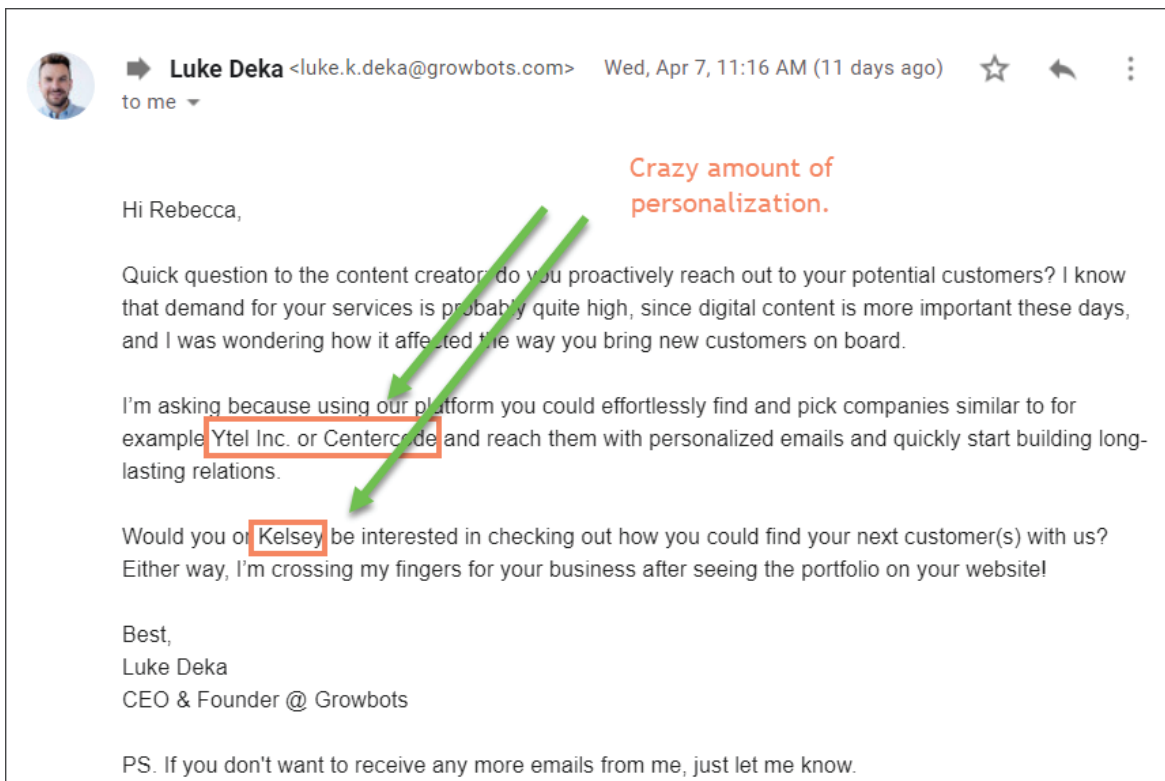 Luke Deka <luke.k.deka@growbots.com> Wed, Apr 7, 11:16 AM (11 days ago)
to me
Crazy amount of
personalization.
Hi Rebecca,
Quick question to the content creator: do you proactively reach out to your potential customers? I know
that demand for your services is probably quite high, since digital content is more important these days,
and I was wondering how it affected the way you bring new customers on board.
I'm asking because using our platform you could effortlessly find and pick companies similar to for
example Ytel Inc. or Centercode and reach them with personalized emails and quickly start building long-
lasting relations.
Would you or Kelsey be interested in checking out how you could find your next customer(s) with us?
Either way, I'm crossing my fingers for your business after seeing the portfolio on your website!
Best,
Luke Deka
CEO & Founder @ Growbots
PS. If you don't want to receive any more emails from me, just let me know.